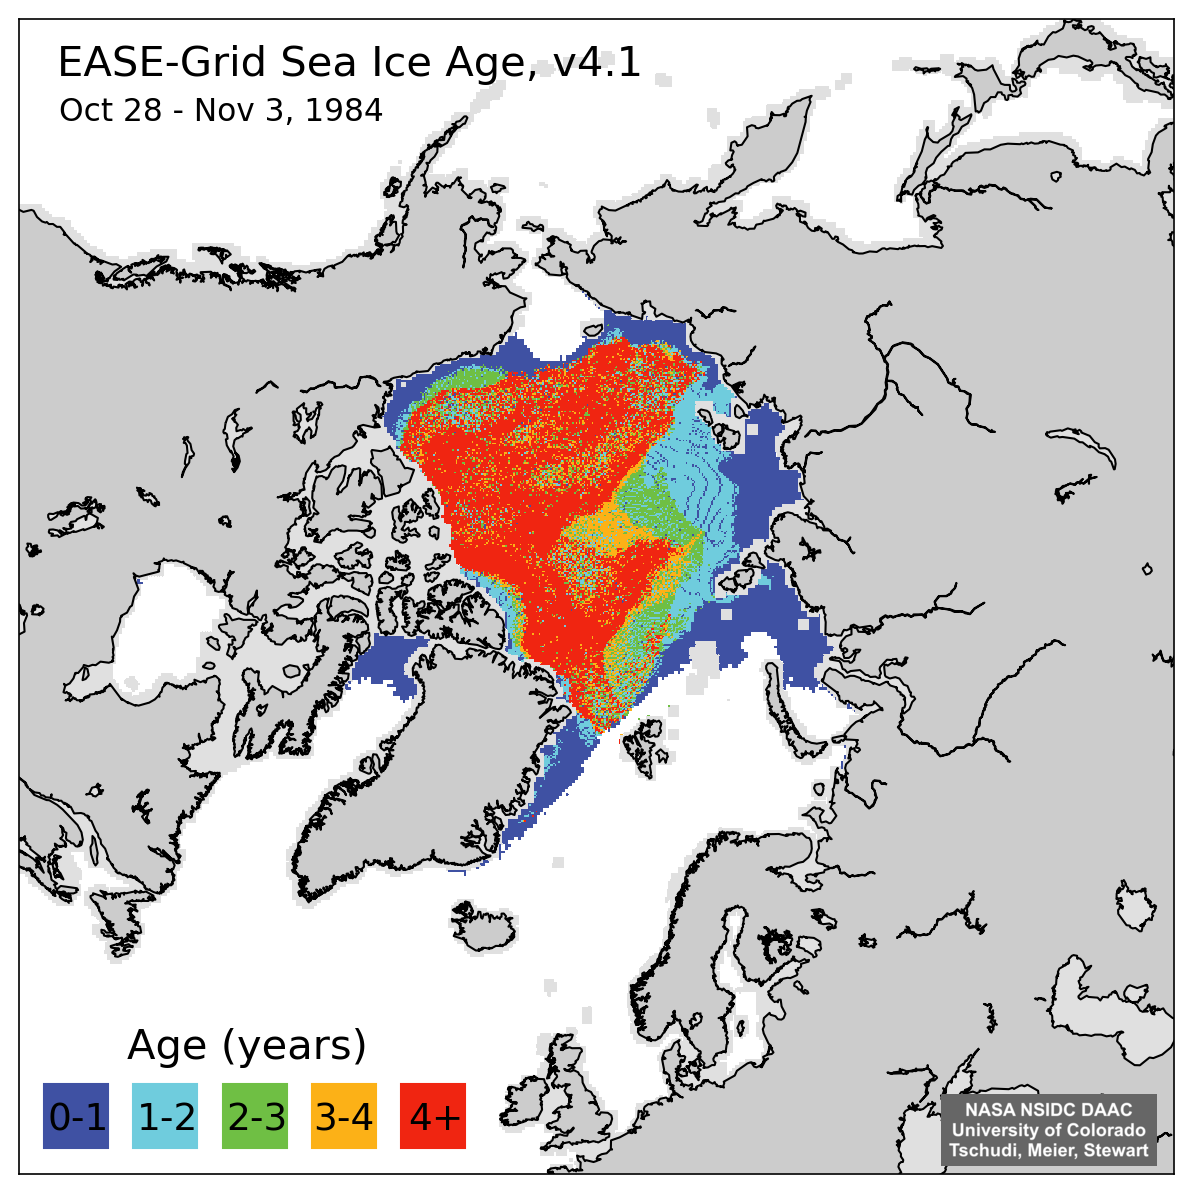 EASE-Grid Sea Ice Age, v4.1
Oct 28 - Nov 3, 1984
Age (years)
0-1 1-2 2-3 3-4 4+
NASA NSIDC DAAC
University of Colorado
Tschudi, Meier, Stewart